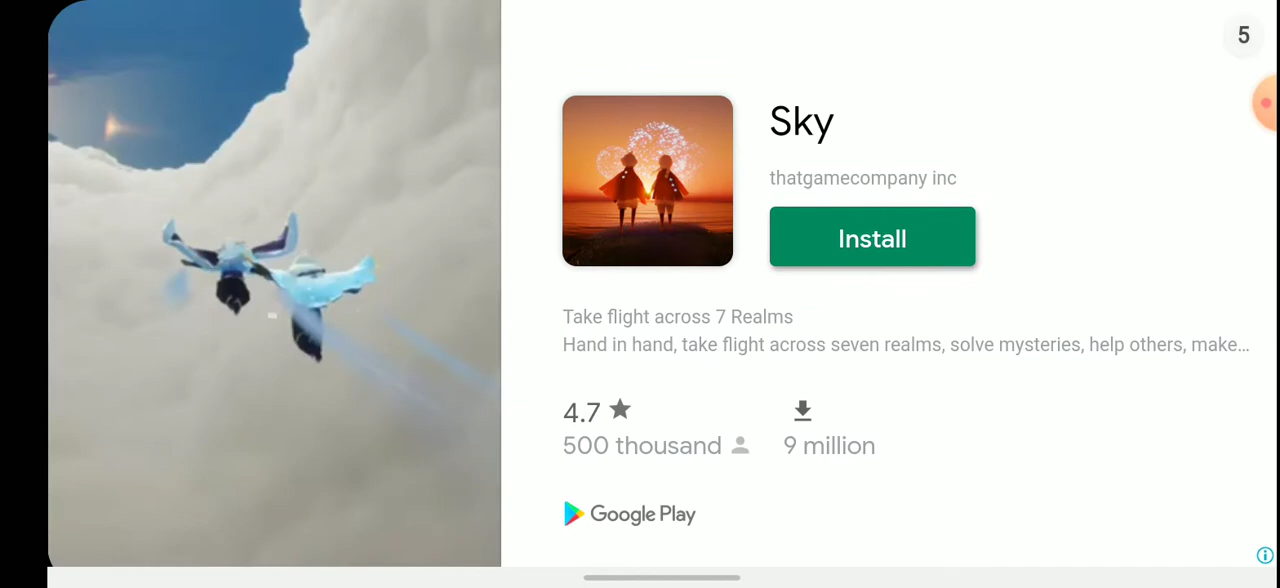 5
Sky
thatgamecompany inc
Install
Take flight across 7 Realms
Hand in hand, take flight across seven realms, solve mysteries, help others, make...
4.7
500 thousand
9 million
Google Play